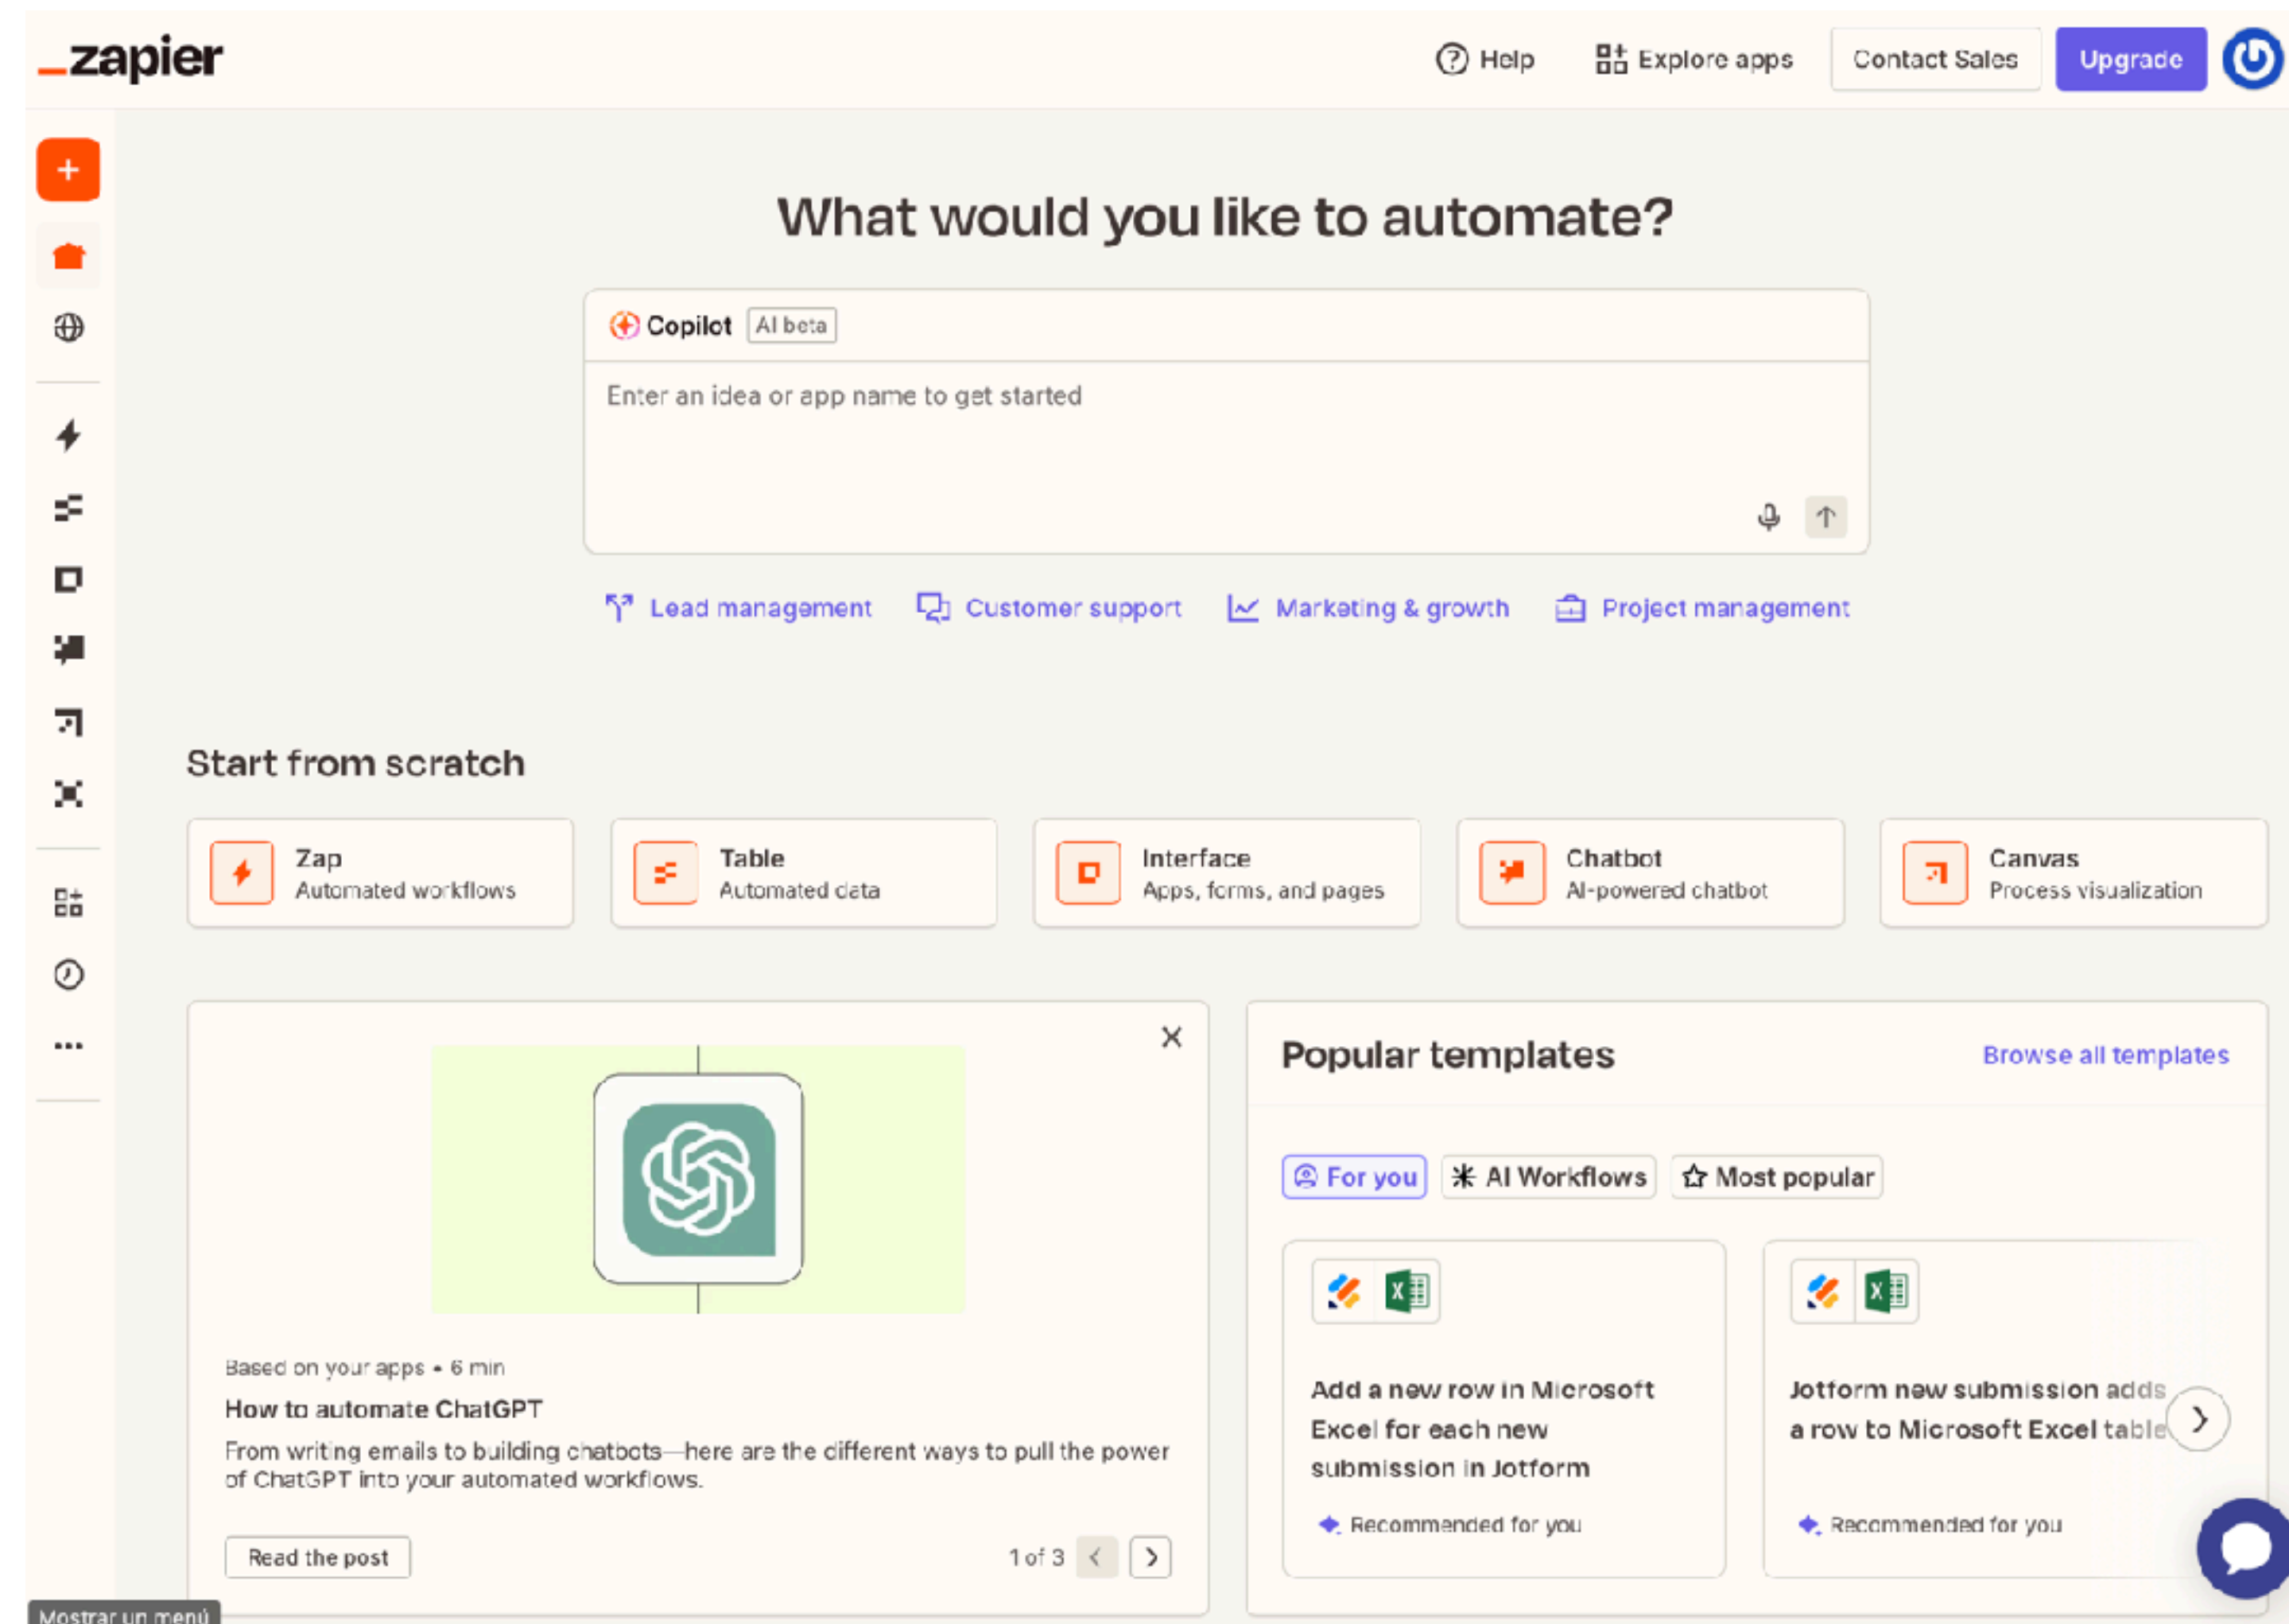 _zapier
Help
Explore apps
Contact Sales
Upgrade
What would you like to automate?
Copilot AI beta
Enter an idea or app name to get started
Lead management
Customer support
Marketing & growth
Project management
Start from scratch
Zap
Automated workflows
Table
Automated data
Interface
Apps, forms, and pages
Chatbot
AI-powered chatbot
Canvas
Process visualization
Based on your apps • 6 min
How to automate ChatGPT
From writing emails to building chatbots—here are the different ways to pull the power
of ChatGPT into your automated workflows.
Read the post
1 of 3
Popular templates
Browse all templates
For you
AI Workflows
Most popular
Add a new row in Microsoft
Excel for each new
submission in Jotform
Recommended for you
Jotform new submission adds
a row to Microsoft Excel table
Recommended for you
Mostrar un menú